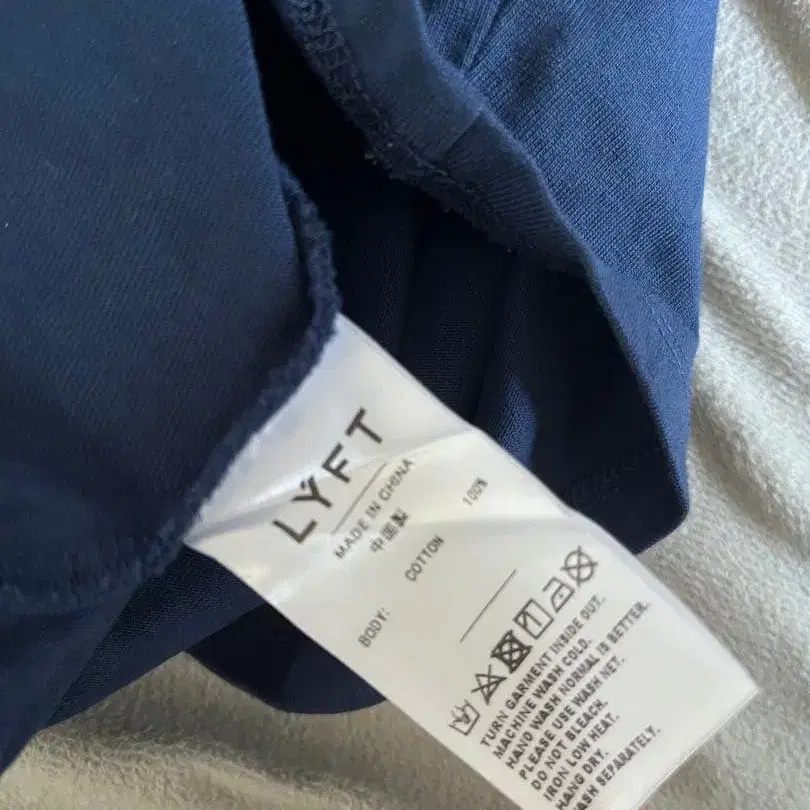 LYFT
MADE IN CHINA
中国製
BODY: COTTON 100%
TURN GARMENT INSIDE OUT.
MACHINE WASH COLD.
HAND WASH NORMAL IS BETTER.
PLEASE USE WASH NET.
DO NOT BLEACH.
IRON LOW HEAT.
HANG DRY.
WASH SEPARATELY.